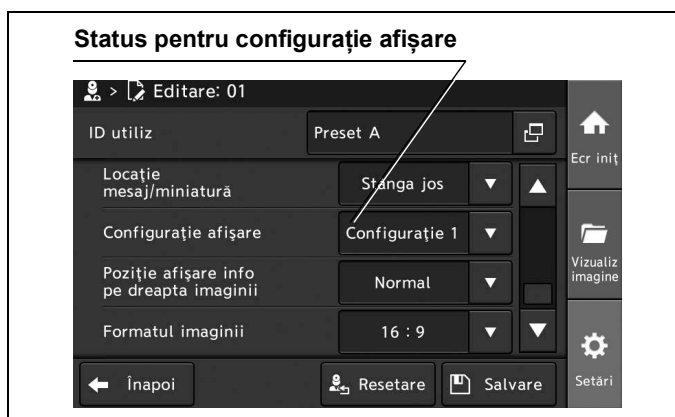 Status pentru configurație afișare
> Editare: 01
ID utiliz Preset A
Ecr iniț
Locație
mesaj/miniatură Stânga jos
Configurație afișare Configurație 1
Vizualiz
imagine
Poziție afișare info
pe dreapta imaginii Normal
Formatul imaginii 16 : 9
Înapoi Resetare Salvare Setări